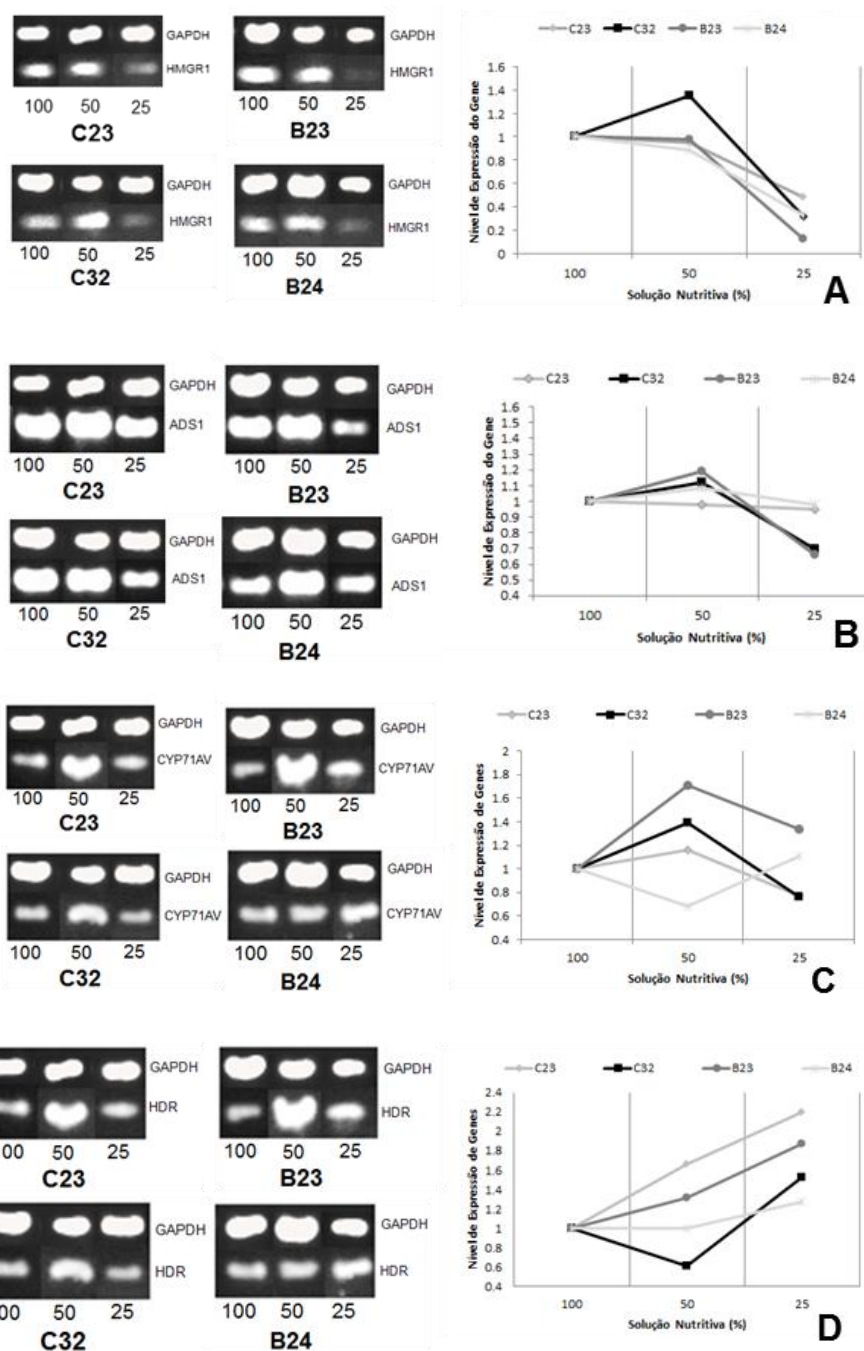 GAPDH
HMGR1
100 50 25
C23
GAPDH
HMGR1
100 50 25
B23
GAPDH
HMGR1
100 50 25
C32
GAPDH
HMGR1
100 50 25
B24
C23 C32 B23 B24
Nível de Expressão do Gene
1.6
1.4
1.2
1
0.8
0.6
0.4
0.2
0
100 50 25
Solução Nutritiva (%)
A
GAPDH
ADS1
100 50 25
C23
GAPDH
ADS1
100 50 25
B23
GAPDH
ADS1
100 50 25
C32
GAPDH
ADS1
100 50 25
B24
C23 C32 B23 B24
Nível de Expressão do Gene
1.6
1.5
1.4
1.3
1.2
1.1
1
0.9
0.8
0.7
0.6
0.5
0.4
100 50 25
Solução Nutritiva (%)
B
GAPDH
CYP71AV
100 50 25
C23
GAPDH
CYP71AV
100 50 25
B23
GAPDH
CYP71AV
100 50 25
C32
GAPDH
CYP71AV
100 50 25
B24
C23 C32 B23 B24
Nível de Expressão de Genes
2
1.8
1.6
1.4
1.2
1
0.8
0.6
0.4
100 50 25
Solução Nutritiva (%)
C
GAPDH
HDR
00 50 25
C23
GAPDH
HDR
100 50 25
B23
GAPDH
HDR
00 50 25
C32
GAPDH
HDR
100 50 25
B24
C23 C32 B23 B24
Nível de Expressão de Genes
2.2
2
1.8
1.6
1.4
1.2
1
0.8
0.6
0.4
100 50 25
Solução Nutritiva (%)
D